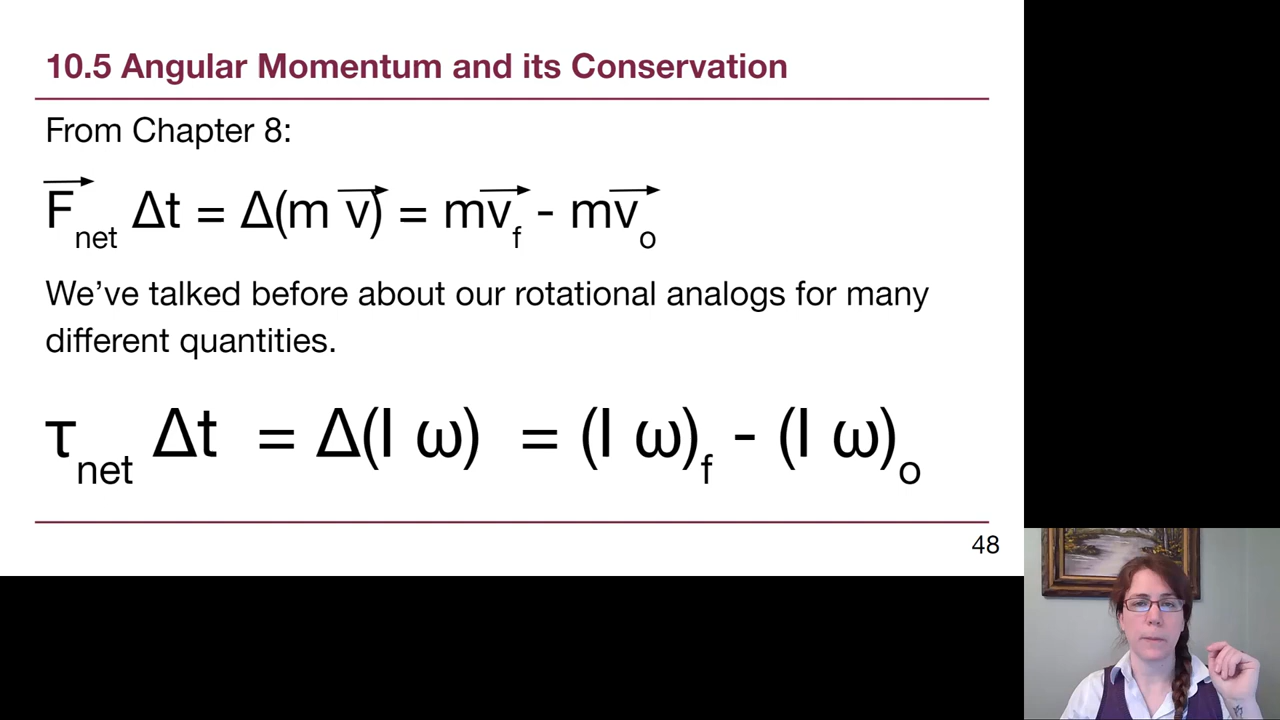 10.5 Angular Momentum and its Conservation
From Chapter 8:
F⃗net Δt = Δ(m v⃗) = mv⃗f - mv⃗o
We’ve talked before about our rotational analogs for many
different quantities.
τnet Δt = Δ(I ω) = (I ω)f - (I ω)o
48